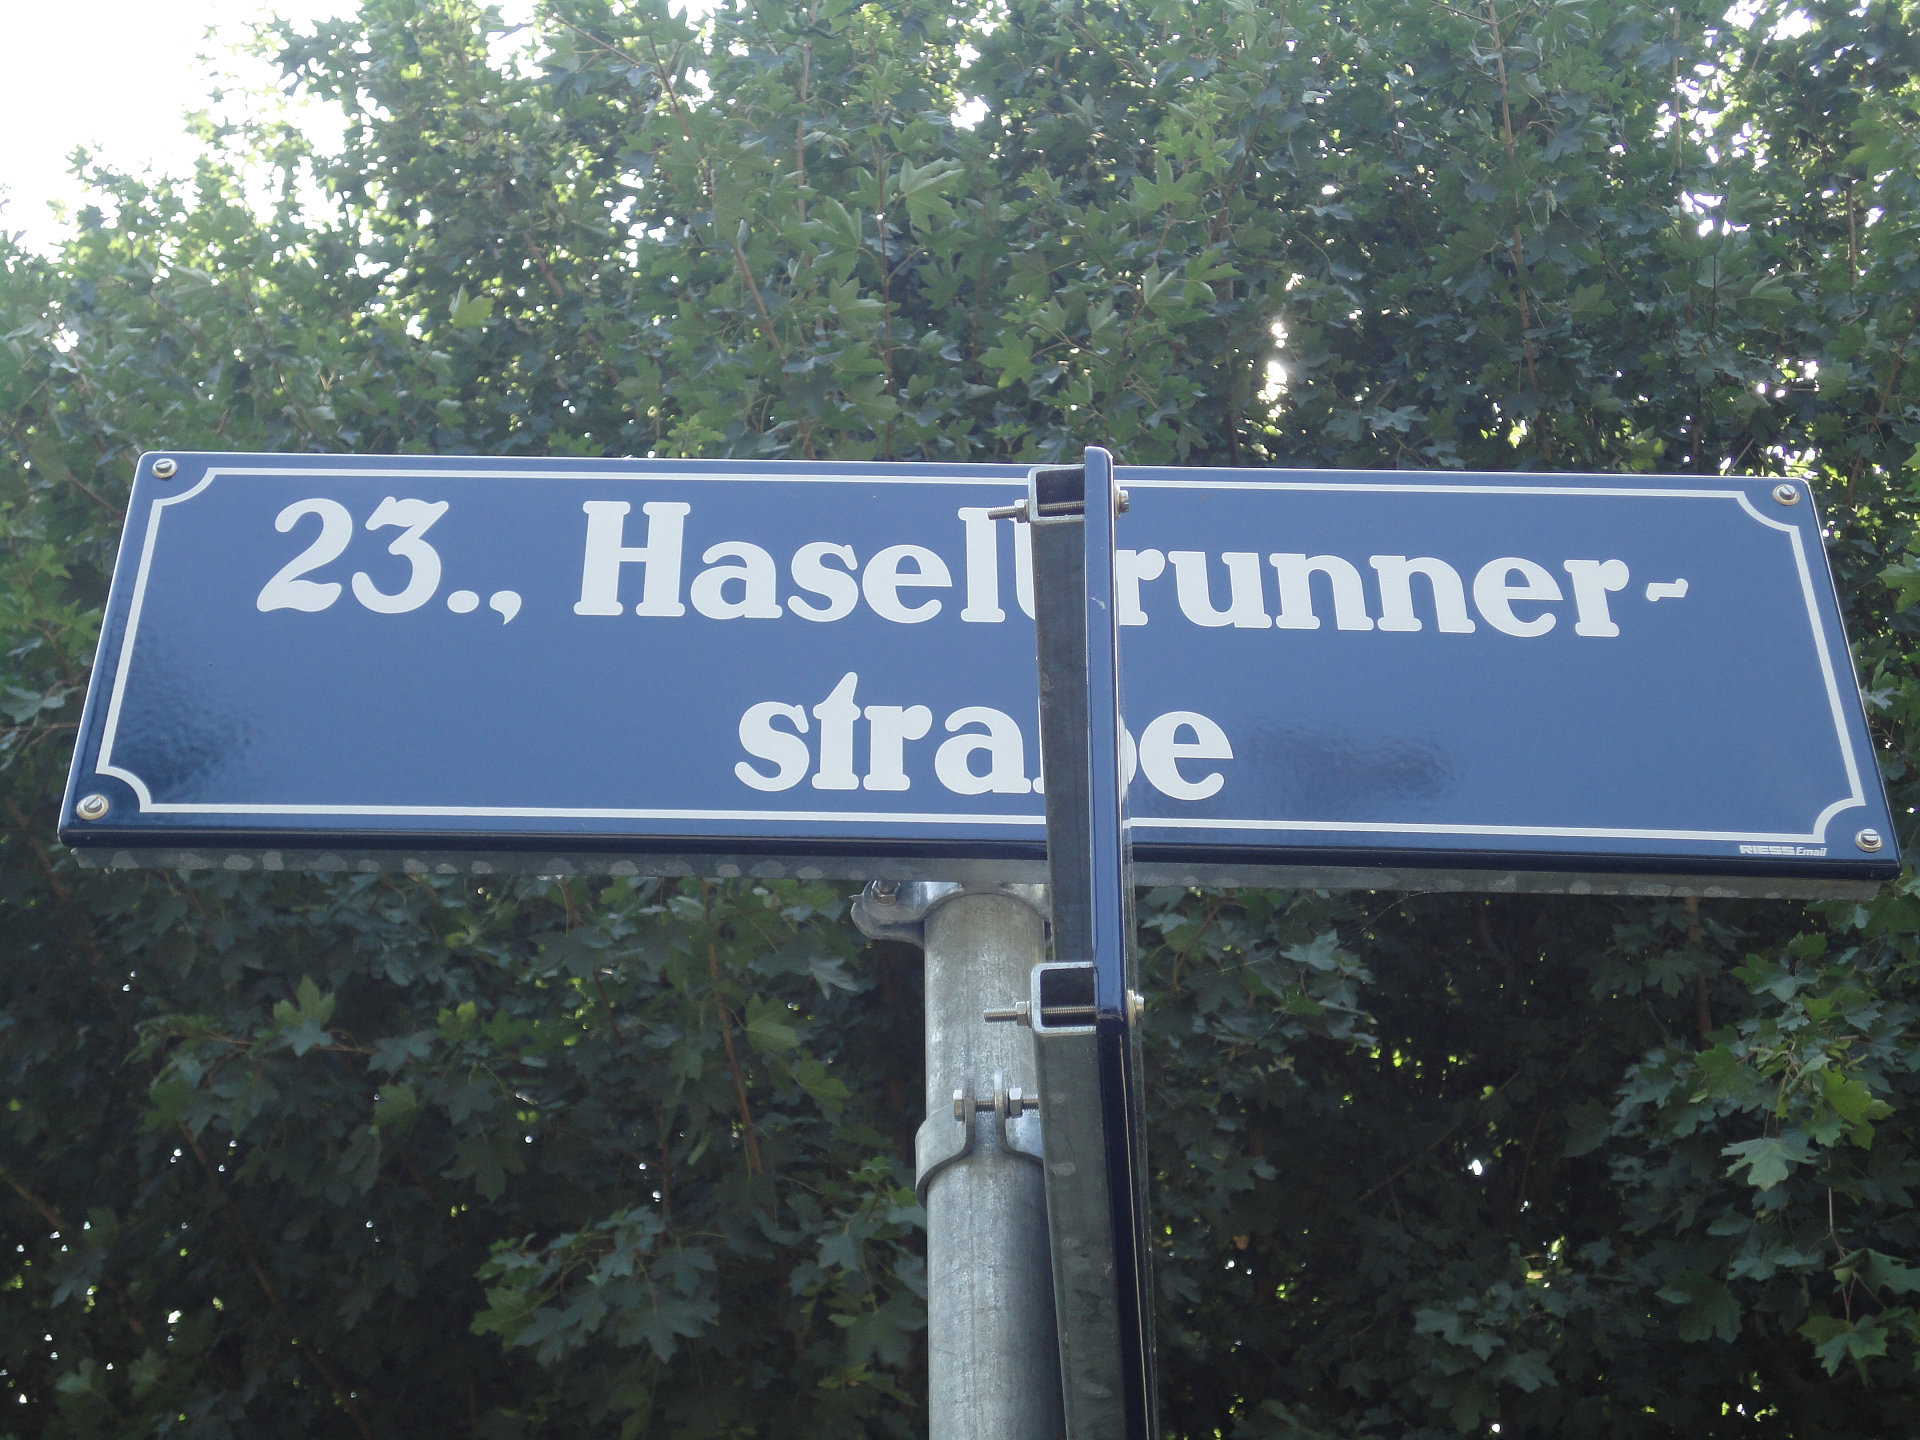 23., Haselbrunner-
straße
RIESS Email